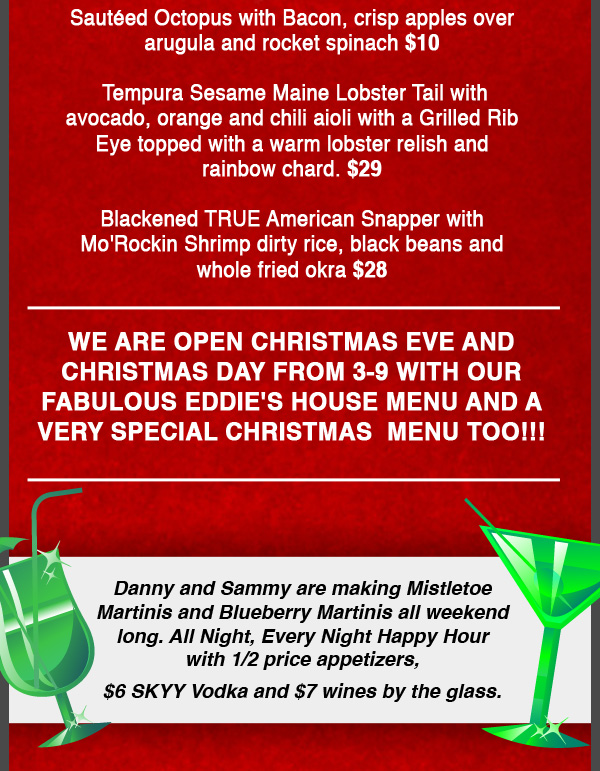 Sautéed Octopus with Bacon, crisp apples over
arugula and rocket spinach $10
Tempura Sesame Maine Lobster Tail with
avocado, orange and chili aioli with a Grilled Rib
Eye topped with a warm lobster relish and
rainbow chard. $29
Blackened TRUE American Snapper with
Mo'Rockin Shrimp dirty rice, black beans and
whole fried okra $28
WE ARE OPEN CHRISTMAS EVE AND
CHRISTMAS DAY FROM 3-9 WITH OUR
FABULOUS EDDIE'S HOUSE MENU AND A
VERY SPECIAL CHRISTMAS  MENU TOO!!!
Danny and Sammy are making Mistletoe
Martinis and Blueberry Martinis all weekend
long. All Night, Every Night Happy Hour
with 1/2 price appetizers,
$6 SKYY Vodka and $7 wines by the glass.